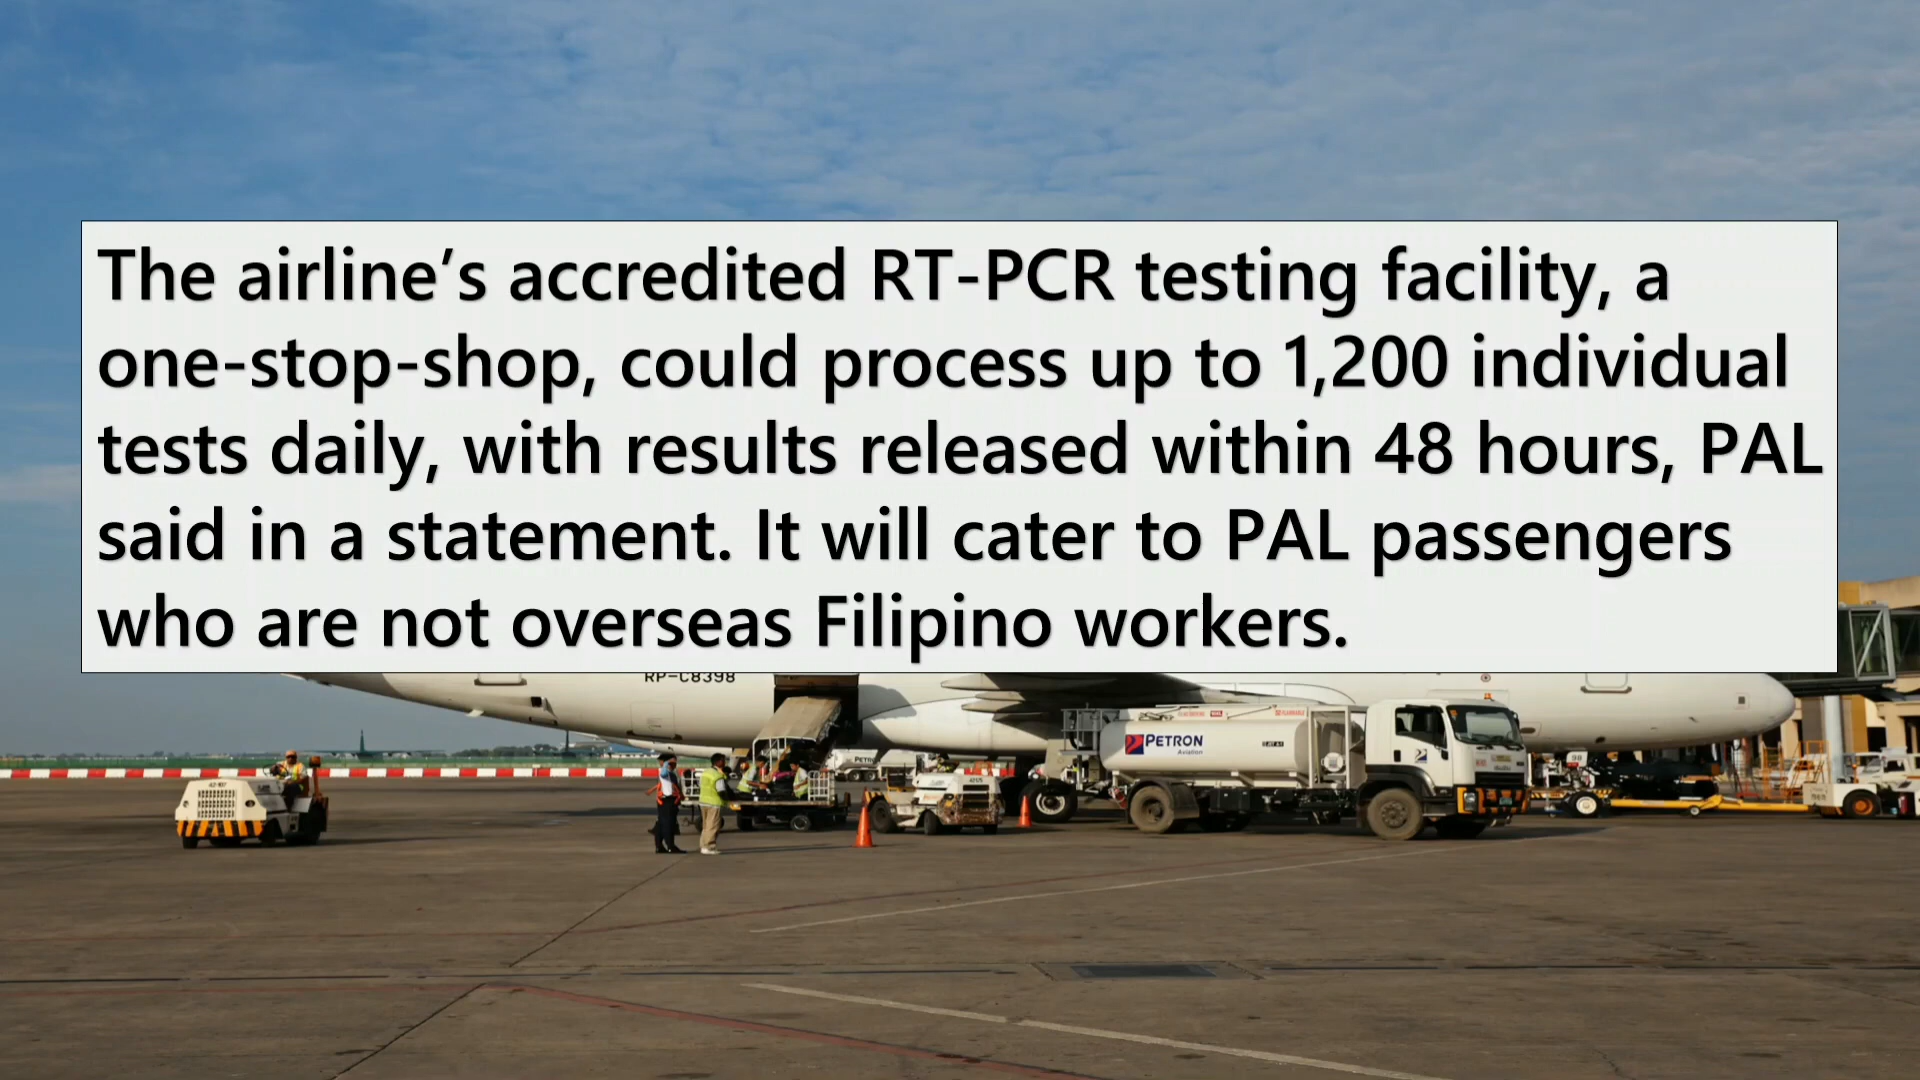 The airline’s accredited RT-PCR testing facility, a
one-stop-shop, could process up to 1,200 individual
tests daily, with results released within 48 hours, PAL
said in a statement. It will cater to PAL passengers
who are not overseas Filipino workers.
RP-C8398
PETRON
Aviation
98